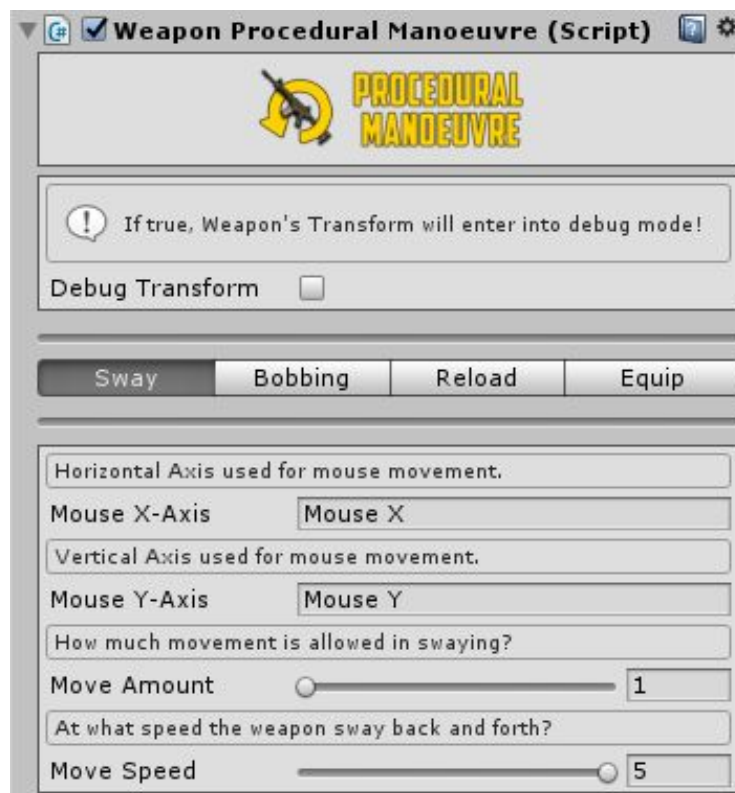 Weapon Procedural Manoeuvre (Script)
PROCEDURAL
MANOEUVRE
If true, Weapon's Transform will enter into debug mode!
Debug Transform
Sway Bobbing Reload Equip
Horizontal Axis used for mouse movement.
Mouse X-Axis Mouse X
Vertical Axis used for mouse movement.
Mouse Y-Axis Mouse Y
How much movement is allowed in swaying?
Move Amount 1
At what speed the weapon sway back and forth?
Move Speed 5